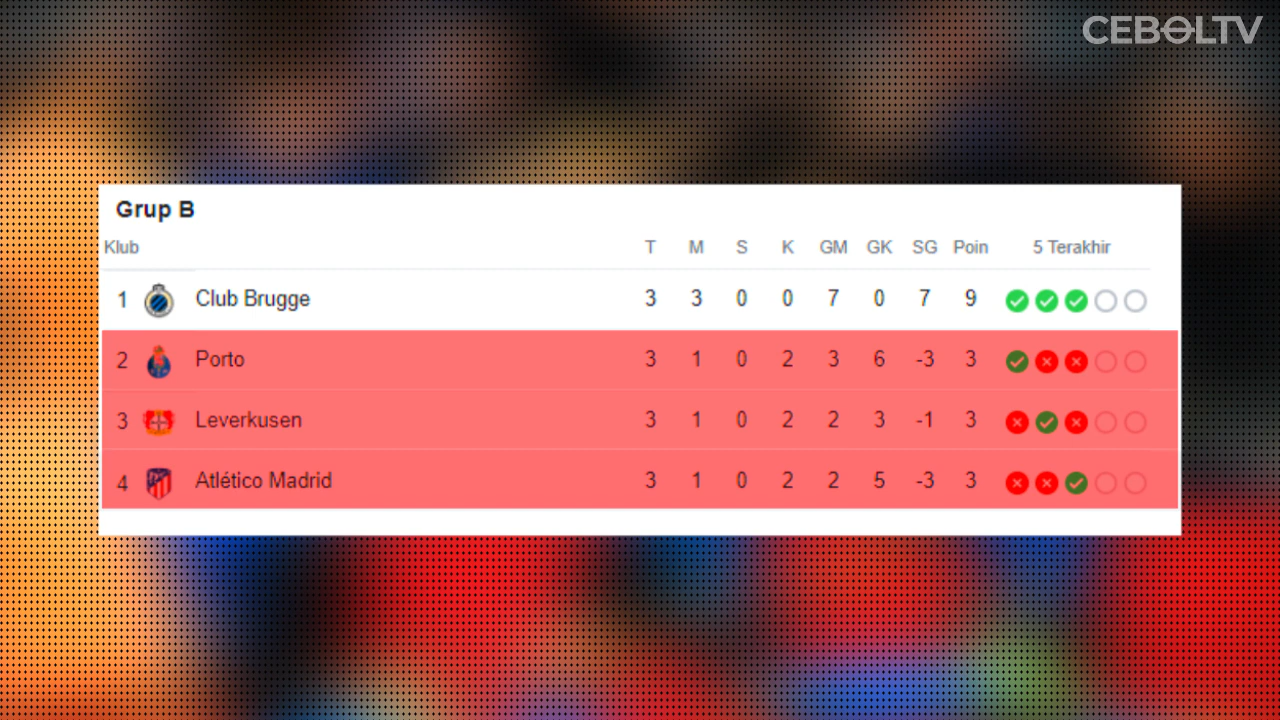 CEBOLTV
Grup B
Klub T M S K GM GK SG Poin 5 Terakhir
1 Club Brugge 3 3 0 0 7 0 7 9
2 Porto 3 1 0 2 3 6 -3 3
3 Leverkusen 3 1 0 2 2 3 -1 3
4 Atlético Madrid 3 1 0 2 2 5 -3 3